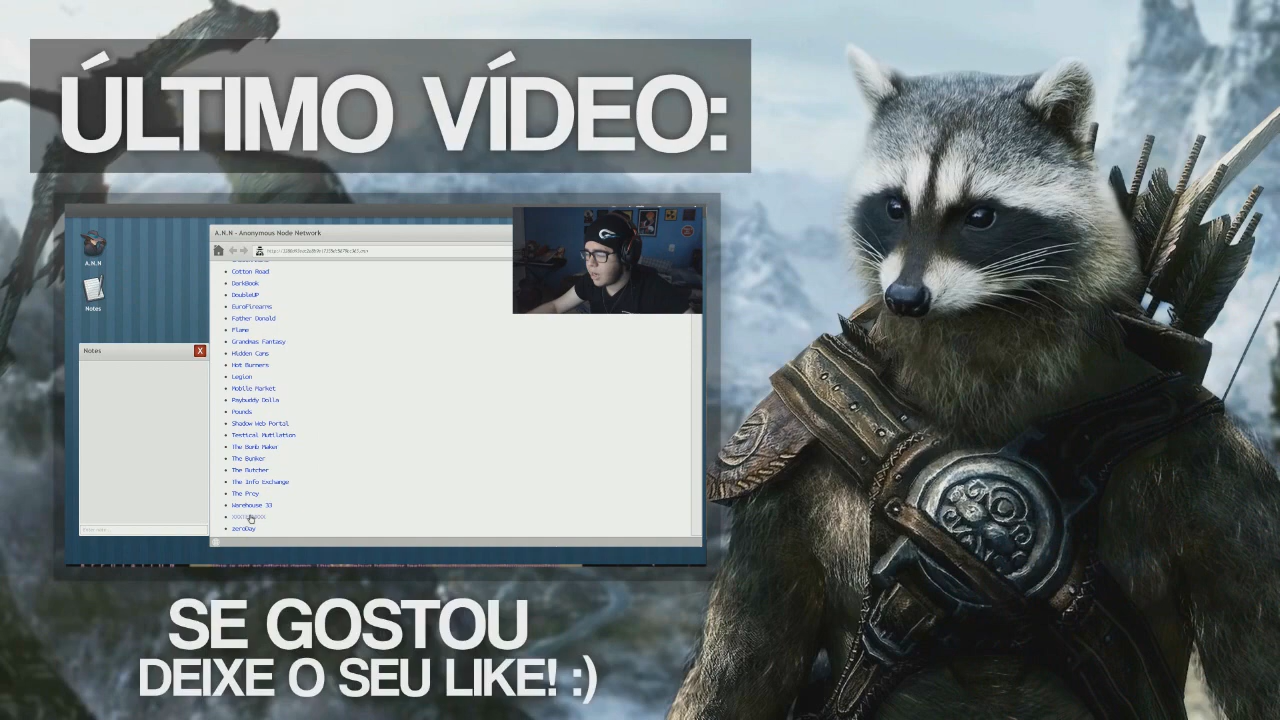 ÚLTIMO VÍDEO:
A.N.N - Anonymous Node Network
A.N.N
Notes
Notes
X
Cotton Road
DarkBook
DoubleUP
EuroFirearms
Father Donald
Flame
Grandmas Fantasy
Hidden Cams
Hot Burners
Legion
Mobile Market
Paybuddy Dolla
Pounds
Shadow Web Portal
Testical Mutilation
The Bomb Maker
The Bunker
The Butcher
The Info Exchange
The Prey
Warehouse 33
zeroDay
SE GOSTOU
DEIXE O SEU LIKE! :)